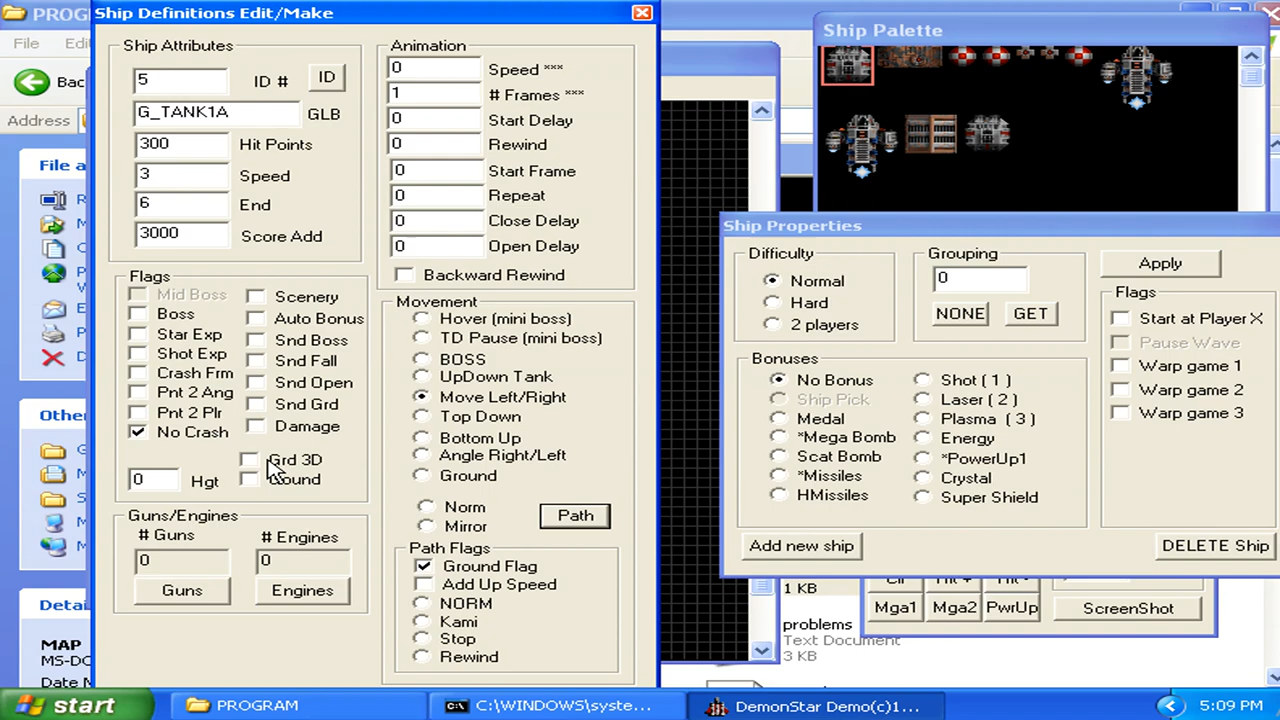 PROG
Ship Definitions Edit/Make
File
Edi
Bac
Address
File a
Other
Detai
MAP
MS-DO
Date M
Ship Attributes
5
ID #
ID
G_TANK1A
GLB
300
Hit Points
3
Speed
6
End
3000
Score Add
Flags
Mid Boss
Boss
Star Exp
Shot Exp
Crash Frm
Pnt 2 Ang
Pnt 2 Plr
No Crash
Scenery
Auto Bonus
Snd Boss
Snd Fall
Snd Open
Snd Grd
Damage
Grd 3D
0
Hgt
Guns/Engines
# Guns
# Engines
0
0
Guns
Engines
Animation
0
Speed ***
1
# Frames ***
0
Start Delay
0
Rewind
0
Start Frame
0
Repeat
0
Close Delay
0
Open Delay
Backward Rewind
Movement
Hover (mini boss)
TD Pause (mini boss)
BOSS
UpDown Tank
Move Left/Right
Top Down
Bottom Up
Angle Right/Left
Ground
Norm
Mirror
Path
Path Flags
Ground Flag
Add Up Speed
NORM
Kami
Stop
Rewind
Ship Palette
Ship Properties
Difficulty
Normal
Hard
2 players
Grouping
0
NONE
GET
Apply
Flags
Start at Player X
Pause Wave
Warp game 1
Warp game 2
Warp game 3
Bonuses
No Bonus
Ship Pick
Medal
*Mega Bomb
Scat Bomb
*Missiles
HMissiles
Shot ( 1 )
Laser ( 2 )
Plasma ( 3 )
Energy
*PowerUp1
Crystal
Super Shield
Add new ship
DELETE Ship
1 KB
problems
Text Document
3 KB
Mga1
Mga2
PwrUp
ScreenShot
start
PROGRAM
C:\WINDOWS\syste...
DemonStar Demo(c)1...
5:09 PM